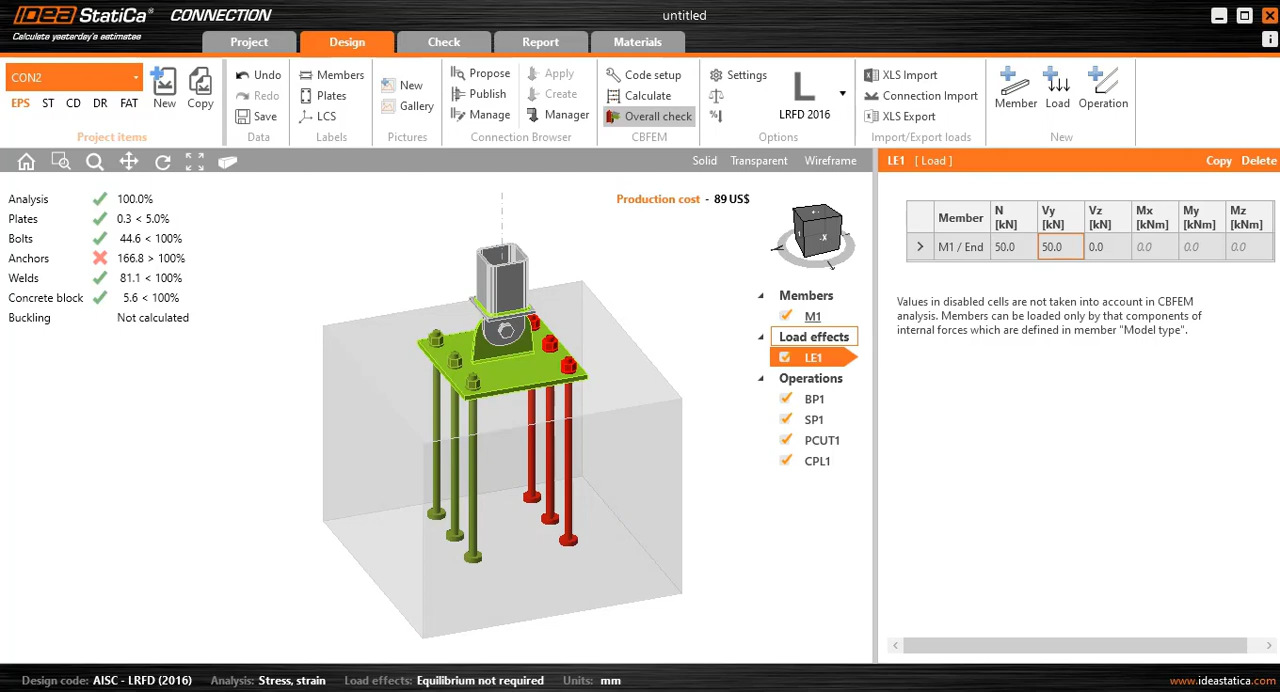 IDEA StatiCa® CONNECTION
Calculate yesterday's estimates
untitled
i
Project Design Check Report Materials
CON2
EPS ST CD DR FAT
New Copy
Project items
Undo
Redo
Save
Data
Members
Plates
LCS
Labels
New
Gallery
Pictures
Propose Apply
Publish Create
Manage Manager
Connection Browser
Code setup
Calculate
Overall check
CBFEM
Settings
LRFD 2016
Options
XLS Import
Connection Import
XLS Export
Import/Export loads
Member Load Operation
New
Solid Transparent Wireframe
LE1 [ Load ] Copy Delete
Analysis 100.0%
Plates 0.3 < 5.0%
Bolts 44.6 < 100%
Anchors 166.8 > 100%
Welds 81.1 < 100%
Concrete block 5.6 < 100%
Buckling Not calculated
Production cost - 89 US$
-X
Members
M1
Load effects
LE1
Operations
BP1
SP1
PCUT1
CPL1
Member N [kN] Vy [kN] Vz [kN] Mx [kNm] My [kNm] Mz [kNm]
> M1 / End 50.0 50.0 0.0 0.0 0.0 0.0
Values in disabled cells are not taken into account in CBFEM
analysis. Members can be loaded only by that components of
internal forces which are defined in member "Model type".
Design code: AISC - LRFD (2016) Analysis: Stress, strain Load effects: Equilibrium not required Units: mm
www.ideastatica.com